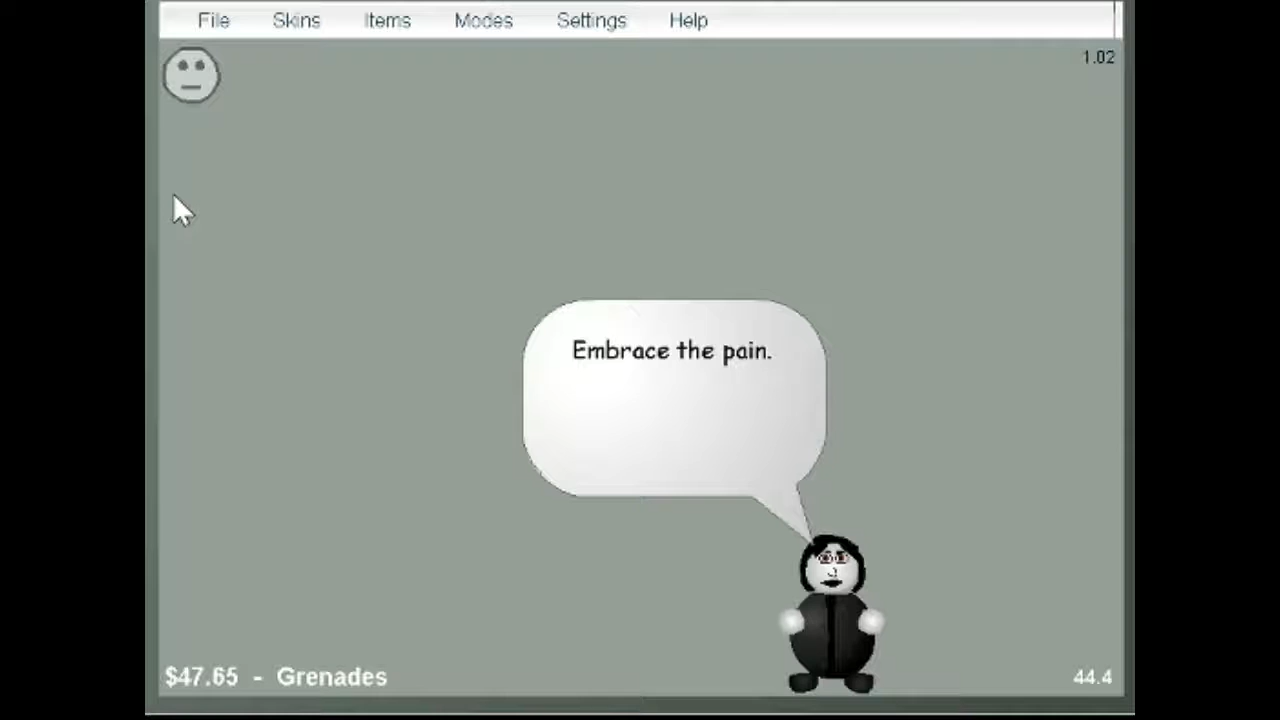 File Skins Items Modes Settings Help
1.02
Embrace the pain.
$47.65 - Grenades
44.4